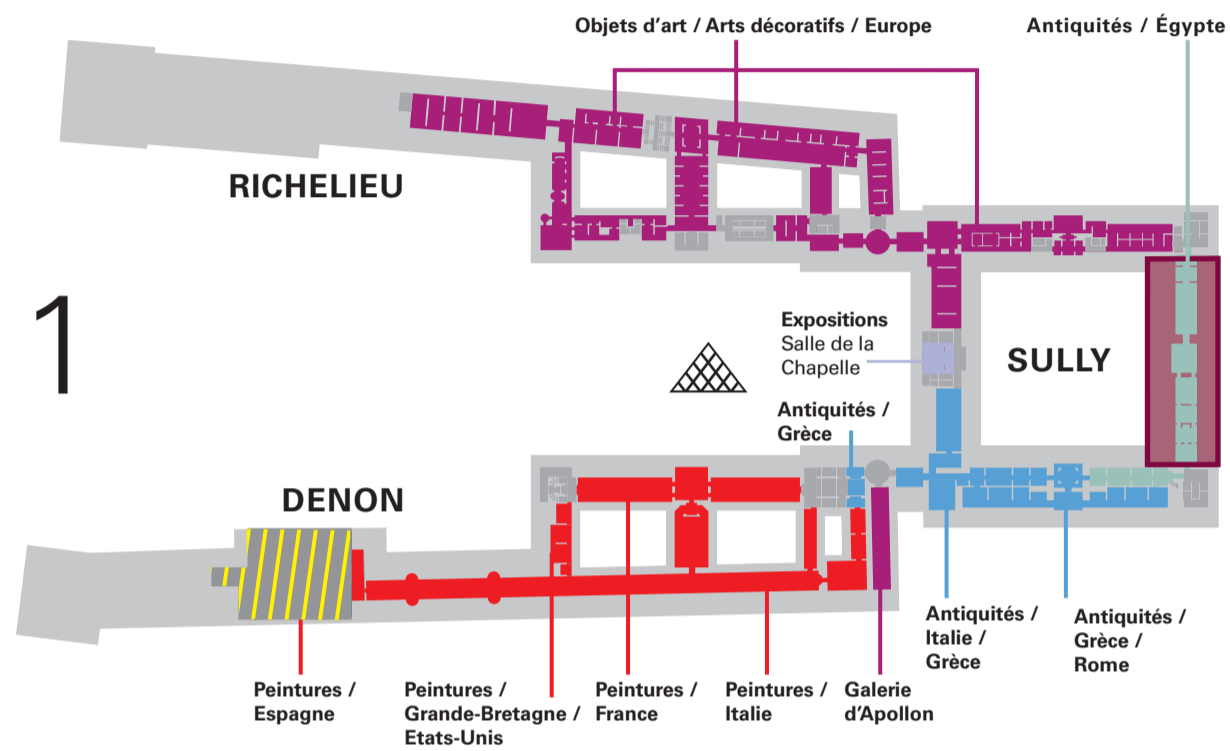 Objets d'art / Arts décoratifs / Europe
Antiquités / Égypte
RICHELIEU
1
Expositions
Salle de la
Chapelle
SULLY
Antiquités /
Grèce
DENON
Antiquités /
Italie /
Grèce
Antiquités /
Grèce /
Rome
Peintures /
Espagne
Peintures /
Grande-Bretagne /
Etats-Unis
Peintures /
France
Peintures /
Italie
Galerie
d'Apollon